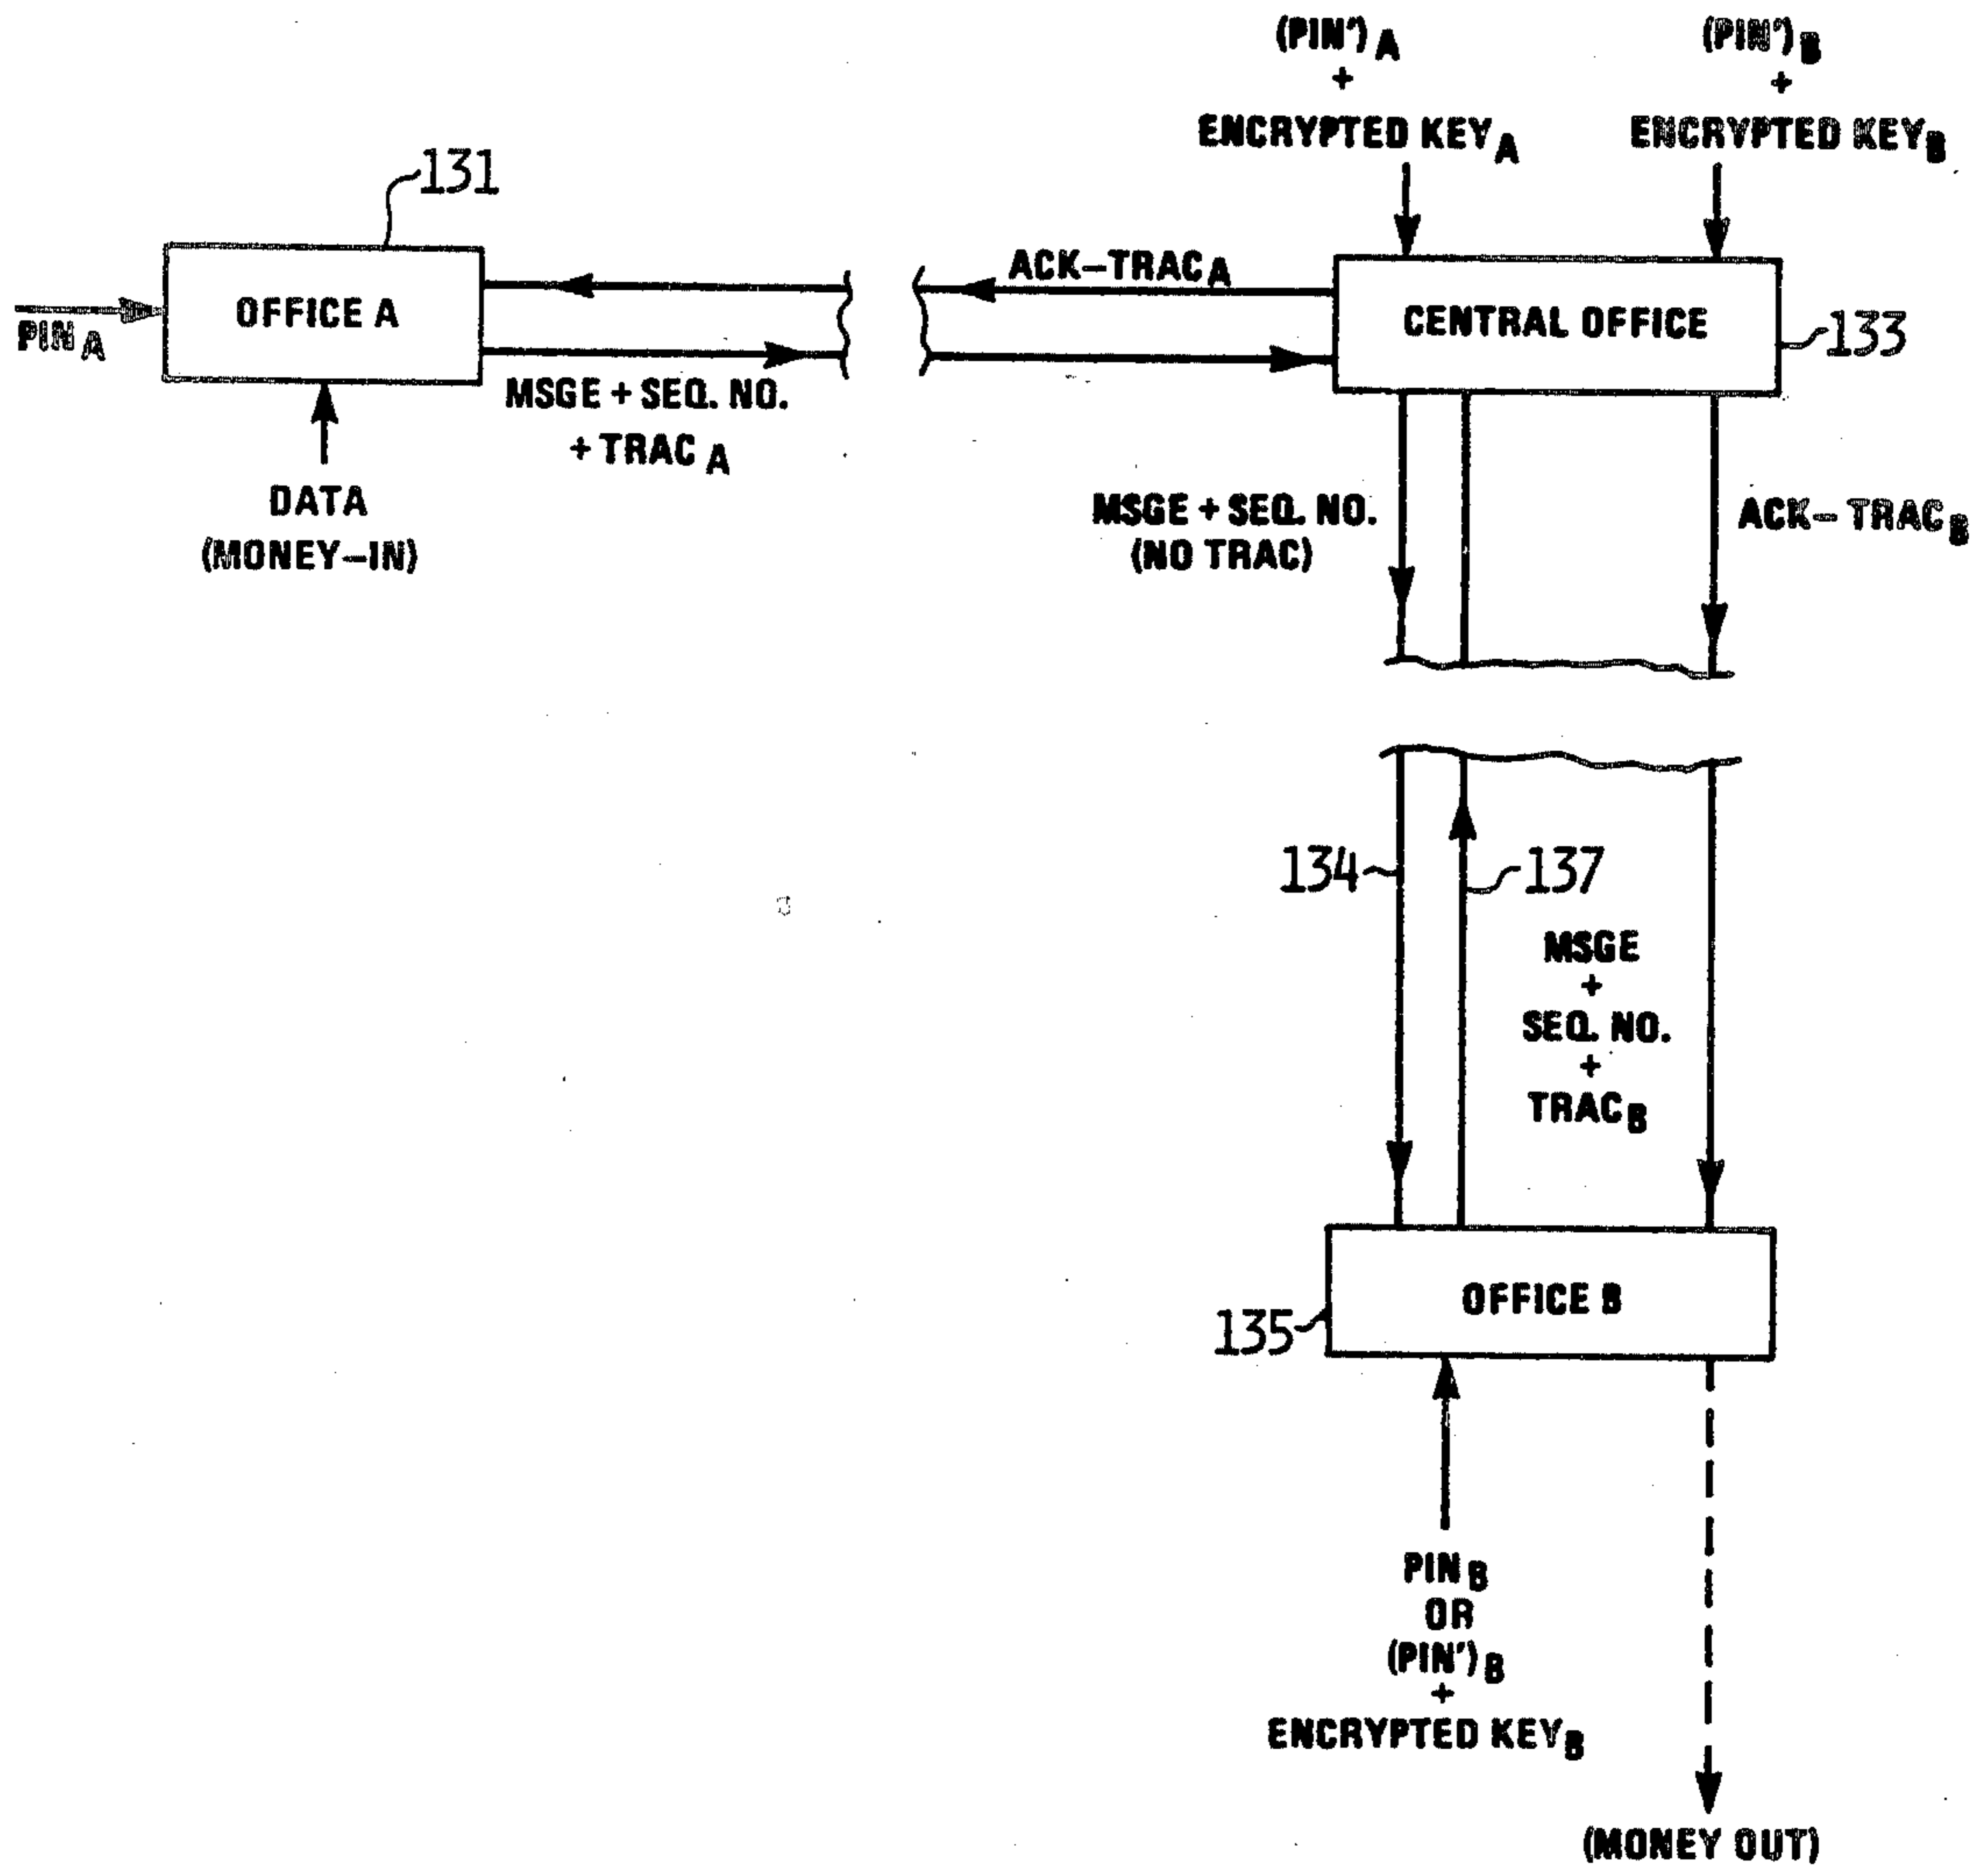 (PIN')A
+
ENCRYPTED KEYA
(PIN')B
+
ENCRYPTED KEYB
131
OFFICE A
PINA
DATA
(MONEY-IN)
ACK-TRACA
MSGE + SEQ. NO.
+ TRAC A
CENTRAL OFFICE
133
MSGE + SEQ. NO.
(NO TRAC)
ACK-TRACB
134
137
MSGE
+
SEQ. NO.
+
TRACB
OFFICE B
135
PINB
OR
(PIN')B
+
ENCRYPTED KEYB
(MONEY OUT)